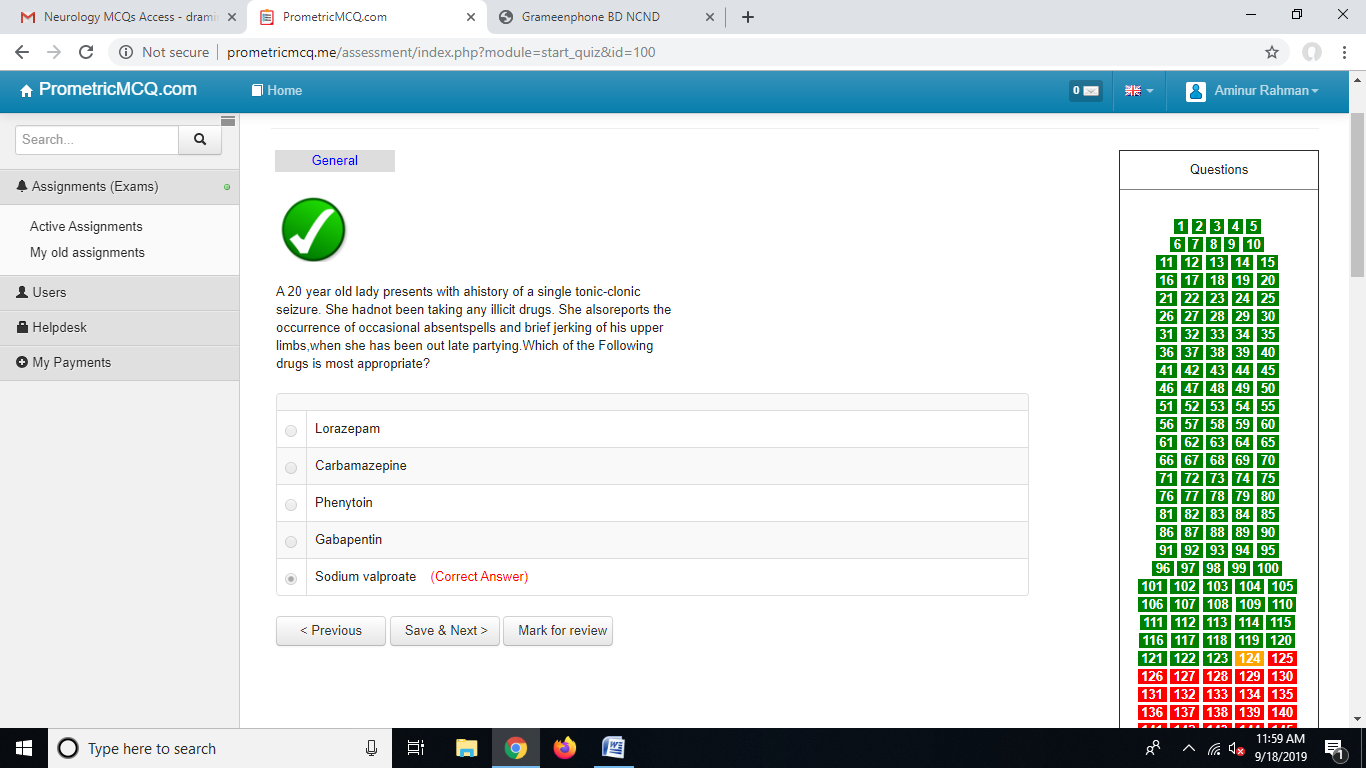 Neurology MCQs Access - drami
PrometricMCQ.com
Grameenphone BD NCND
Not secure
prometricmcq.me/assessment/index.php?module=start_quiz&id=100
PrometricMCQ.com
Home
0
Aminur Rahman
Search...
Assignments (Exams)
Active Assignments
My old assignments
Users
Helpdesk
My Payments
General
A 20 year old lady presents with ahistory of a single tonic-clonic
seizure. She hadnot been taking any illicit drugs. She alsoreports the
occurrence of occasional absentspells and brief jerking of his upper
limbs,when she has been out late partying.Which of the Following
drugs is most appropriate?
Lorazepam
Carbamazepine
Phenytoin
Gabapentin
Sodium valproate (Correct Answer)
< Previous
Save & Next >
Mark for review
Questions
1 2 3 4 5
6 7 8 9 10
11 12 13 14 15
16 17 18 19 20
21 22 23 24 25
26 27 28 29 30
31 32 33 34 35
36 37 38 39 40
41 42 43 44 45
46 47 48 49 50
51 52 53 54 55
56 57 58 59 60
61 62 63 64 65
66 67 68 69 70
71 72 73 74 75
76 77 78 79 80
81 82 83 84 85
86 87 88 89 90
91 92 93 94 95
96 97 98 99 100
101 102 103 104 105
106 107 108 109 110
111 112 113 114 115
116 117 118 119 120
121 122 123 124 125
126 127 128 129 130
131 132 133 134 135
136 137 138 139 140
Type here to search
11:59 AM
9/18/2019
1